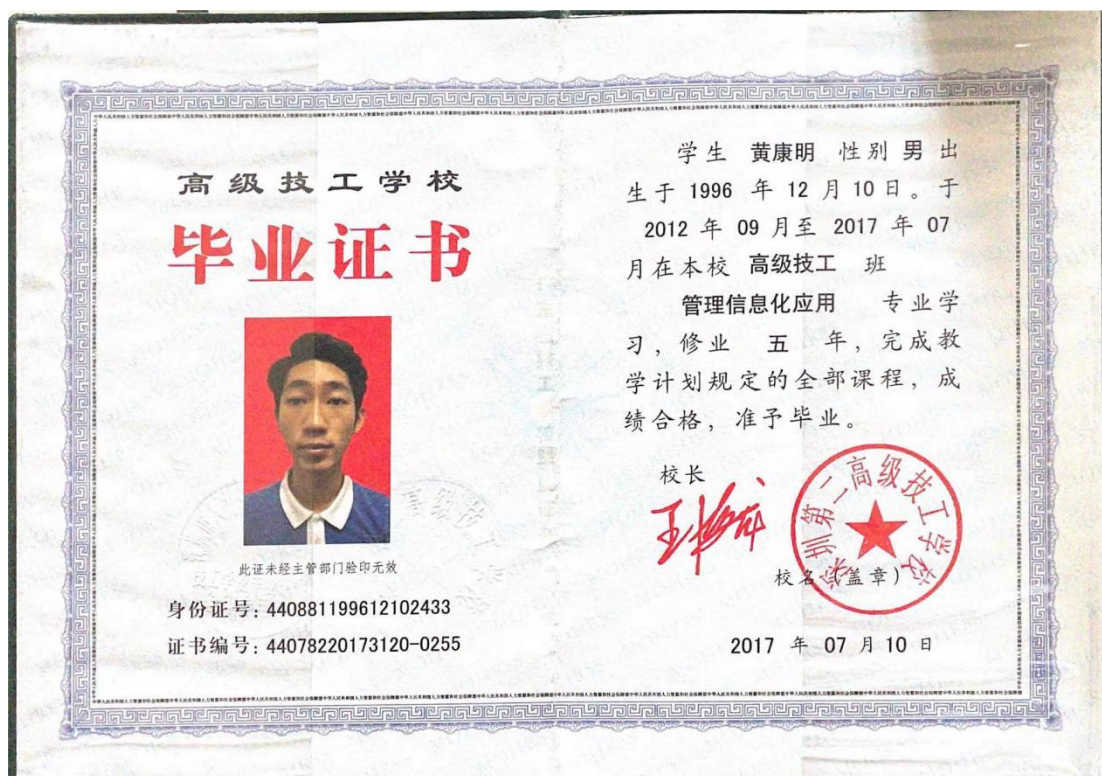 高级技工学校
毕业证书
此证未经主管部门验印无效
身份证号:440881199612102433
证书编号:44078220173120-0255
学生 黄康明 性别 男 出
生于 1996 年 12 月 10 日。于
2012 年 09 月至 2017 年 07
月在本校 高级技工 班
管理信息化应用 专业学
习,修业 五 年,完成教
学计划规定的全部课程,成
绩合格,准予毕业。
校长
深圳第二高级技工学校
校名(盖章)
2017 年 07 月 10 日